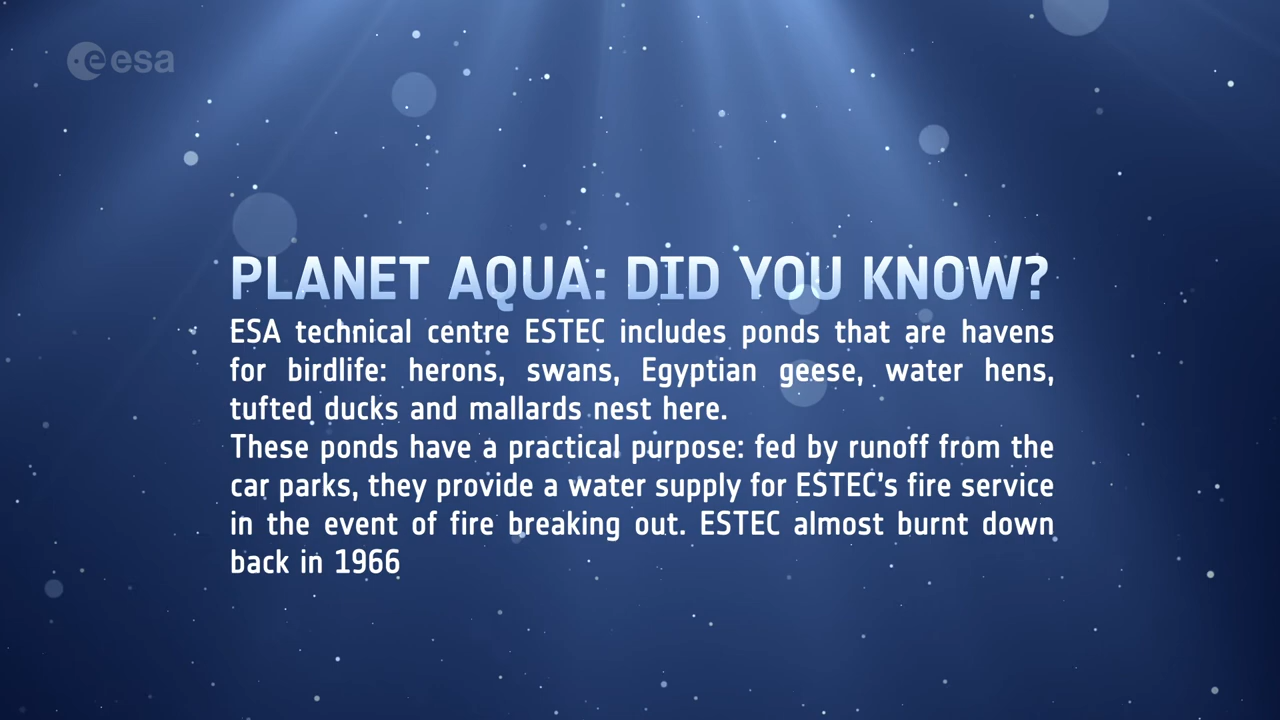 esa
PLANET AQUA: DID YOU KNOW?
ESA technical centre ESTEC includes ponds that are havens
for birdlife: herons, swans, Egyptian geese, water hens,
tufted ducks and mallards nest here.
These ponds have a practical purpose: fed by runoff from the
car parks, they provide a water supply for ESTEC's fire service
in the event of fire breaking out. ESTEC almost burnt down
back in 1966